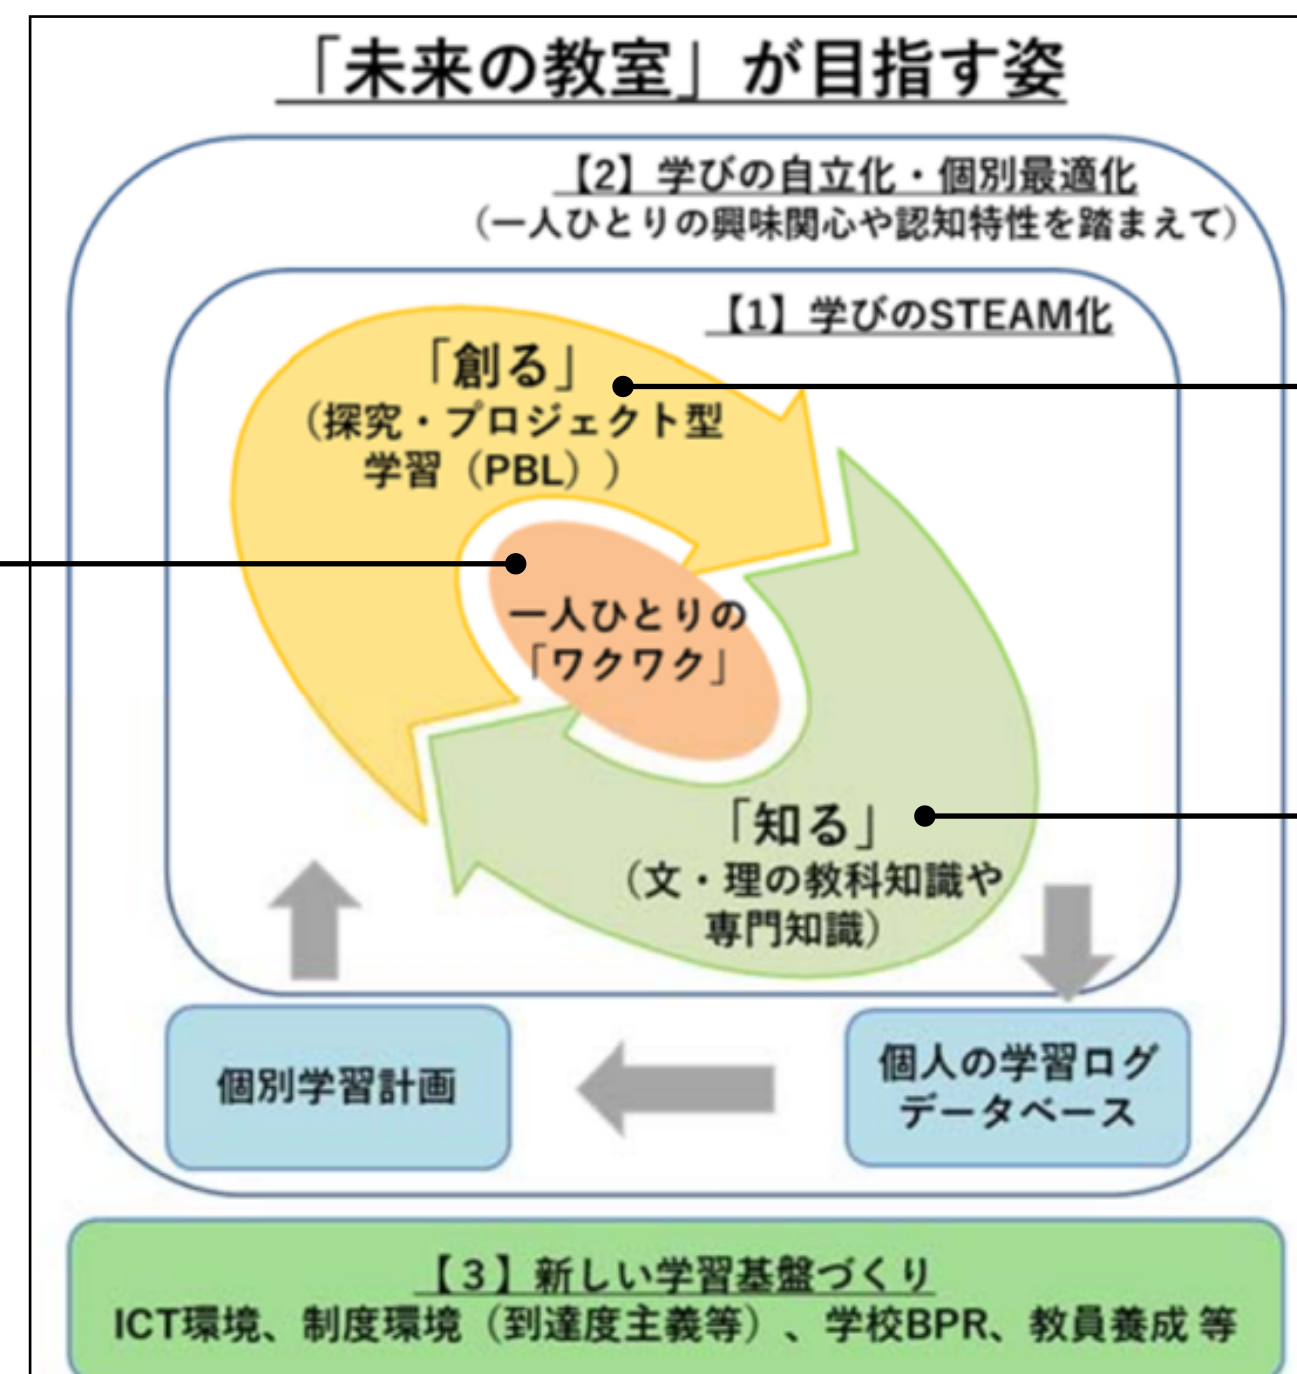 「未来の教室」が目指す姿
【2】学びの自立化・個別最適化
（一人ひとりの興味関心や認知特性を踏まえて）
【1】学びのSTEAM化
「創る」
（探究・プロジェクト型
学習（PBL））
一人ひとりの
「ワクワク」
「知る」
（文・理の教科知識や
専門知識）
個別学習計画
個人の学習ログ
データベース
【３】新しい学習基盤づくり
ICT環境、制度環境（到達度主義等）、学校BPR、教員養成 等